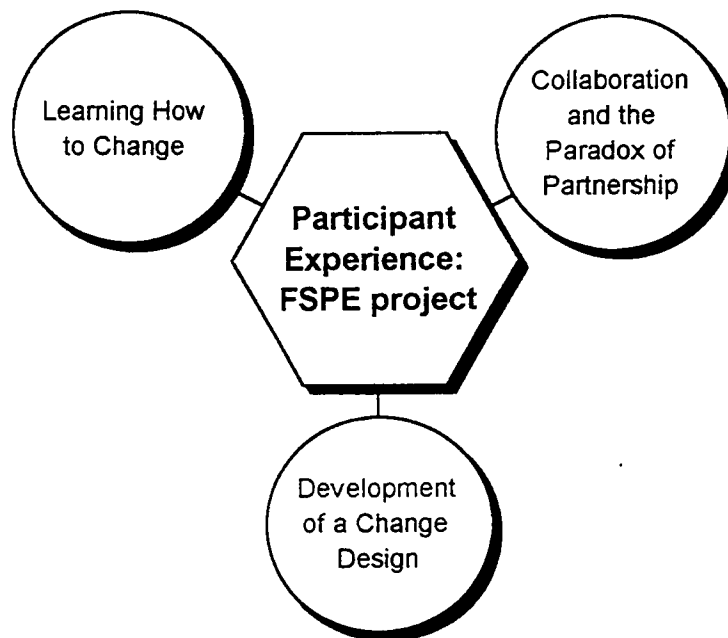 Learning How
to Change
Collaboration
and the
Paradox of
Partnership
Participant
Experience:
FSPE project
Development
of a Change
Design